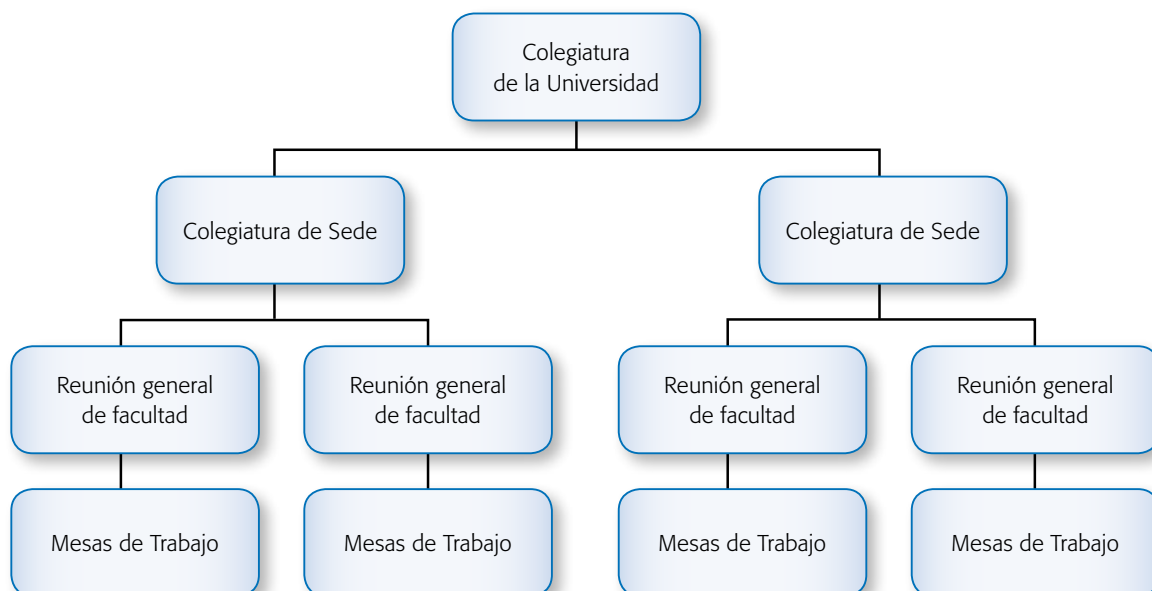 Colegiatura
de la Universidad
Colegiatura de Sede
Colegiatura de Sede
Reunión general
de facultad
Reunión general
de facultad
Reunión general
de facultad
Reunión general
de facultad
Mesas de Trabajo
Mesas de Trabajo
Mesas de Trabajo
Mesas de Trabajo